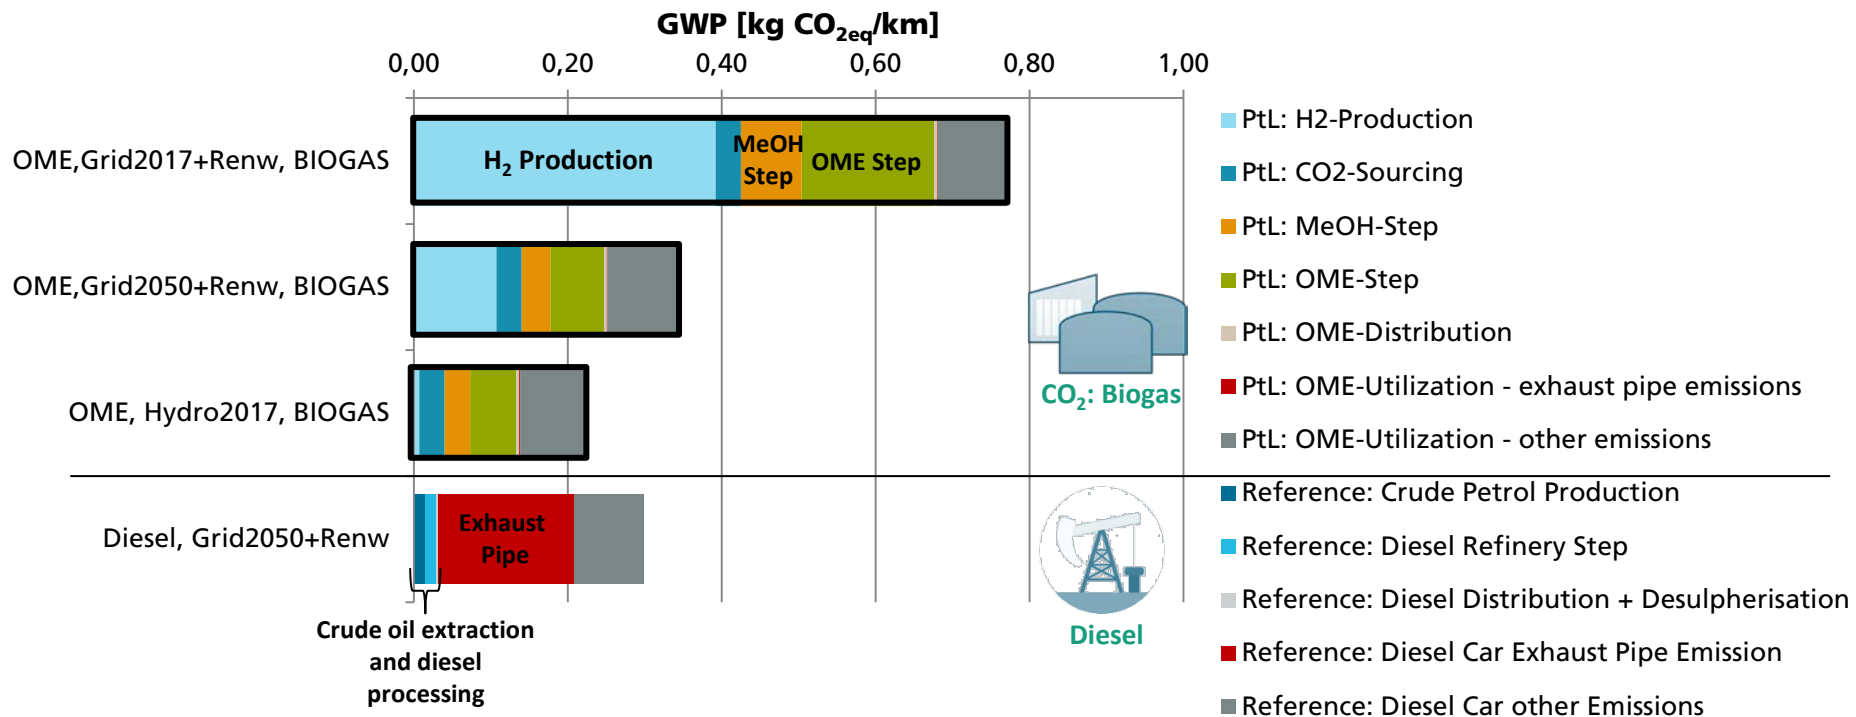 GWP [kg CO2eq/km]
0,00 0,20 0,40 0,60 0,80 1,00
OME,Grid2017+Renw, BIOGAS
H2 Production
MeOH
Step
OME Step
OME,Grid2050+Renw, BIOGAS
OME, Hydro2017, BIOGAS
Diesel, Grid2050+Renw
Exhaust
Pipe
Crude oil extraction
and diesel
processing
CO2: Biogas
Diesel
PtL: H2-Production
PtL: CO2-Sourcing
PtL: MeOH-Step
PtL: OME-Step
PtL: OME-Distribution
PtL: OME-Utilization - exhaust pipe emissions
PtL: OME-Utilization - other emissions
Reference: Crude Petrol Production
Reference: Diesel Refinery Step
Reference: Diesel Distribution + Desulpherisation
Reference: Diesel Car Exhaust Pipe Emission
Reference: Diesel Car other Emissions